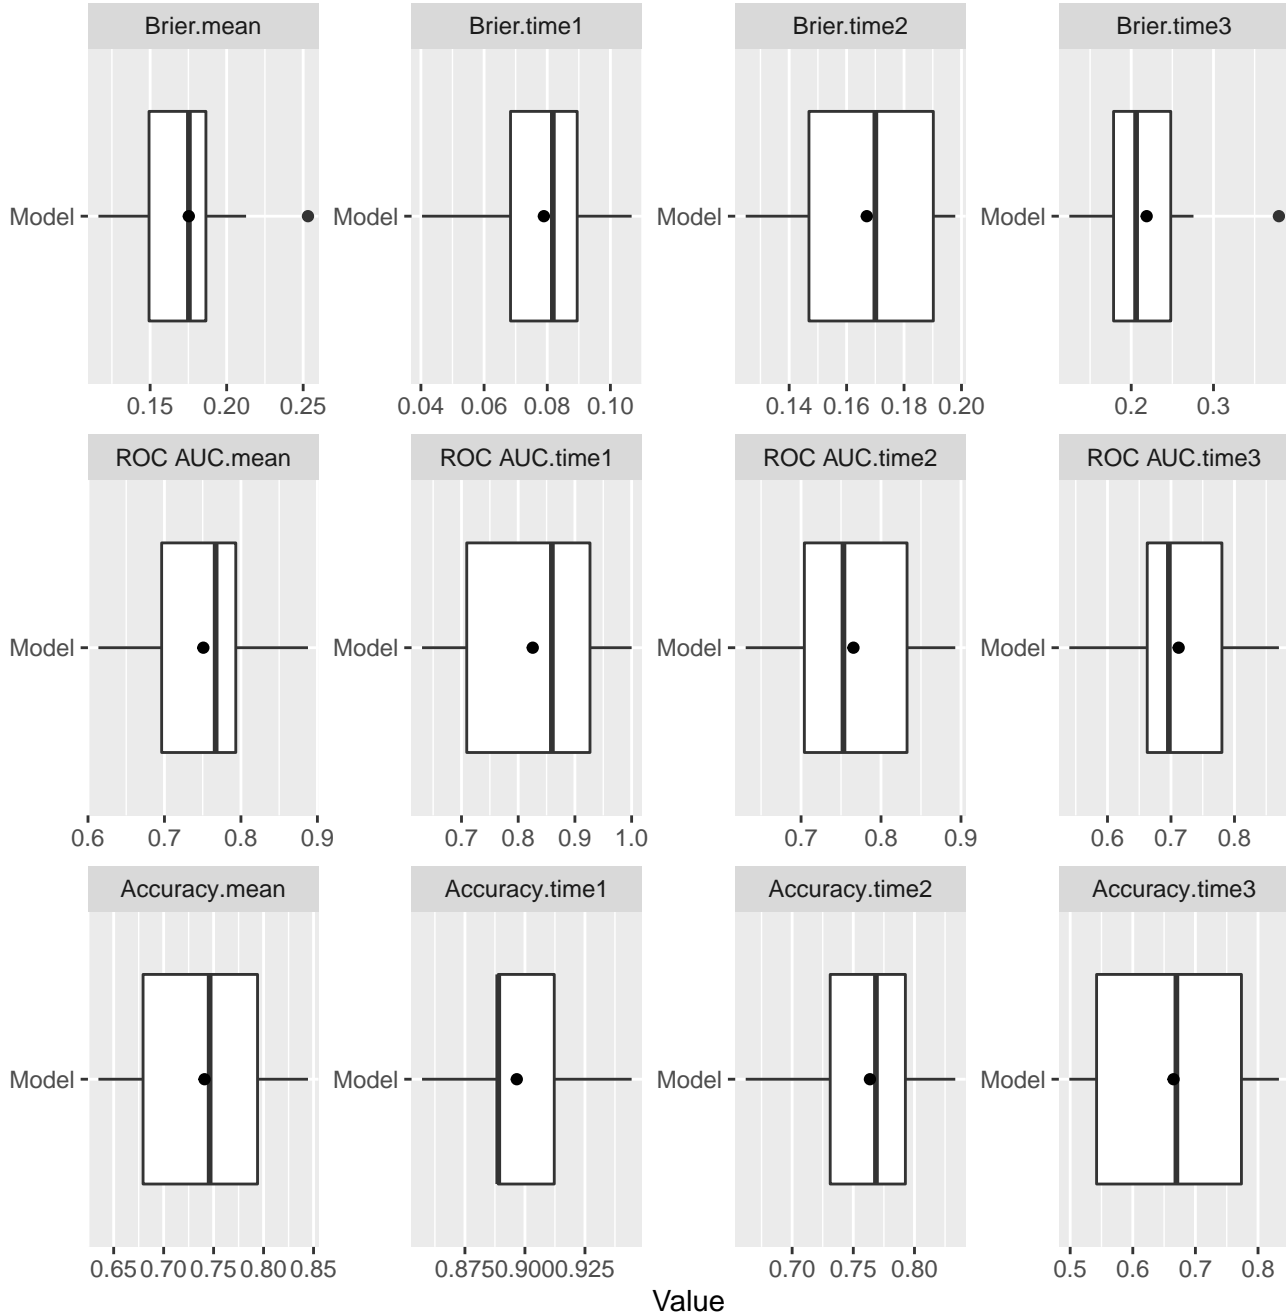 Brier.mean Brier.time1 Brier.time2 Brier.time3
Model Model Model Model
0.15 0.20 0.25 0.04 0.06 0.08 0.10 0.14 0.16 0.18 0.20 0.2 0.3
ROC AUC.mean ROC AUC.time1 ROC AUC.time2 ROC AUC.time3
Model Model Model Model
0.6 0.7 0.8 0.9 0.7 0.8 0.9 1.0 0.7 0.8 0.9 0.6 0.7 0.8
Accuracy.mean Accuracy.time1 Accuracy.time2 Accuracy.time3
Model Model Model Model
0.65 0.70 0.75 0.80 0.85 0.875 0.900 0.925 0.70 0.75 0.80 0.5 0.6 0.7 0.8
Value